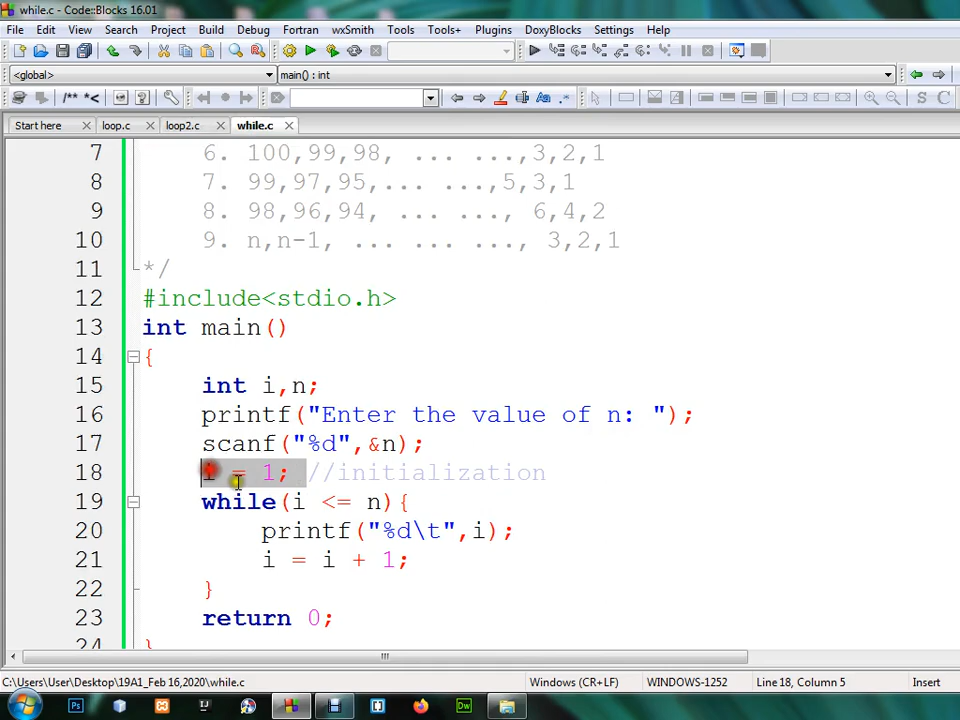 while.c - Code::Blocks 16.01
File Edit View Search Project Build Debug Fortran wxSmith Tools Tools+ Plugins DoxyBlocks Settings Help
<global> main() : int
/** *<
S C
Start here loop.c loop2.c while.c
7 6. 100,99,98, ... ...,3,2,1
8 7. 99,97,95,... ...,5,3,1
9 8. 98,96,94, ... ..., 6,4,2
10 9. n,n-1, ... ... ..., 3,2,1
11 */
12 #include<stdio.h>
13 int main()
14 {
15 int i,n;
16 printf("Enter the value of n: ");
17 scanf("%d",&n);
18 i = 1; //initialization
19 while(i <= n){
20 printf("%d\t",i);
21 i = i + 1;
22 }
23 return 0;
24 }
C:\Users\User\Desktop\19A1_Feb 16,2020\while.c Windows (CR+LF) WINDOWS-1252 Line 18, Column 5 Insert
Ps IJ Dw